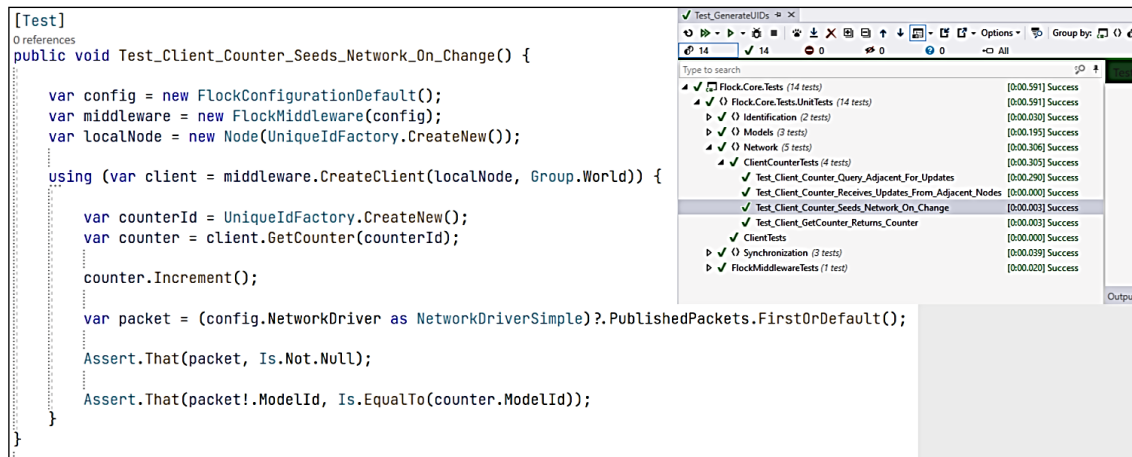 [Test]
0 references
public void Test_Client_Counter_Seeds_Network_On_Change() {
var config = new FlockConfigurationDefault();
var middleware = new FlockMiddleware(config);
var localNode = new Node(UniqueIdFactory.CreateNew());
using (var client = middleware.CreateClient(localNode, Group.World)) {
var counterId = UniqueIdFactory.CreateNew();
var counter = client.GetCounter(counterId);
counter.Increment();
var packet = (config.NetworkDriver as NetworkDriverSimple)?.PublishedPackets.FirstOrDefault();
Assert.That(packet, Is.Not.Null);
Assert.That(packet!.ModelId, Is.EqualTo(counter.ModelId));
}
}
Test_GenerateUIDs
Options Group by:
14 14 0 0 0 All
Type to search
Flock.Core.Tests (14 tests) [0:00.591] Success
Flock.Core.Tests.UnitTests (14 tests) [0:00.591] Success
Identification (2 tests) [0:00.030] Success
Models (3 tests) [0:00.195] Success
Network (5 tests) [0:00.306] Success
ClientCounterTests (4 tests) [0:00.305] Success
Test_Client_Counter_Query_Adjacent_For_Updates [0:00.290] Success
Test_Client_Counter_Receives_Updates_From_Adjacent_Nodes [0:00.000] Success
Test_Client_Counter_Seeds_Network_On_Change [0:00.003] Success
Test_Client_GetCounter_Returns_Counter [0:00.003] Success
ClientTests [0:00.000] Success
Synchronization (3 tests) [0:00.039] Success
FlockMiddlewareTests (1 test) [0:00.020] Success
Outpu